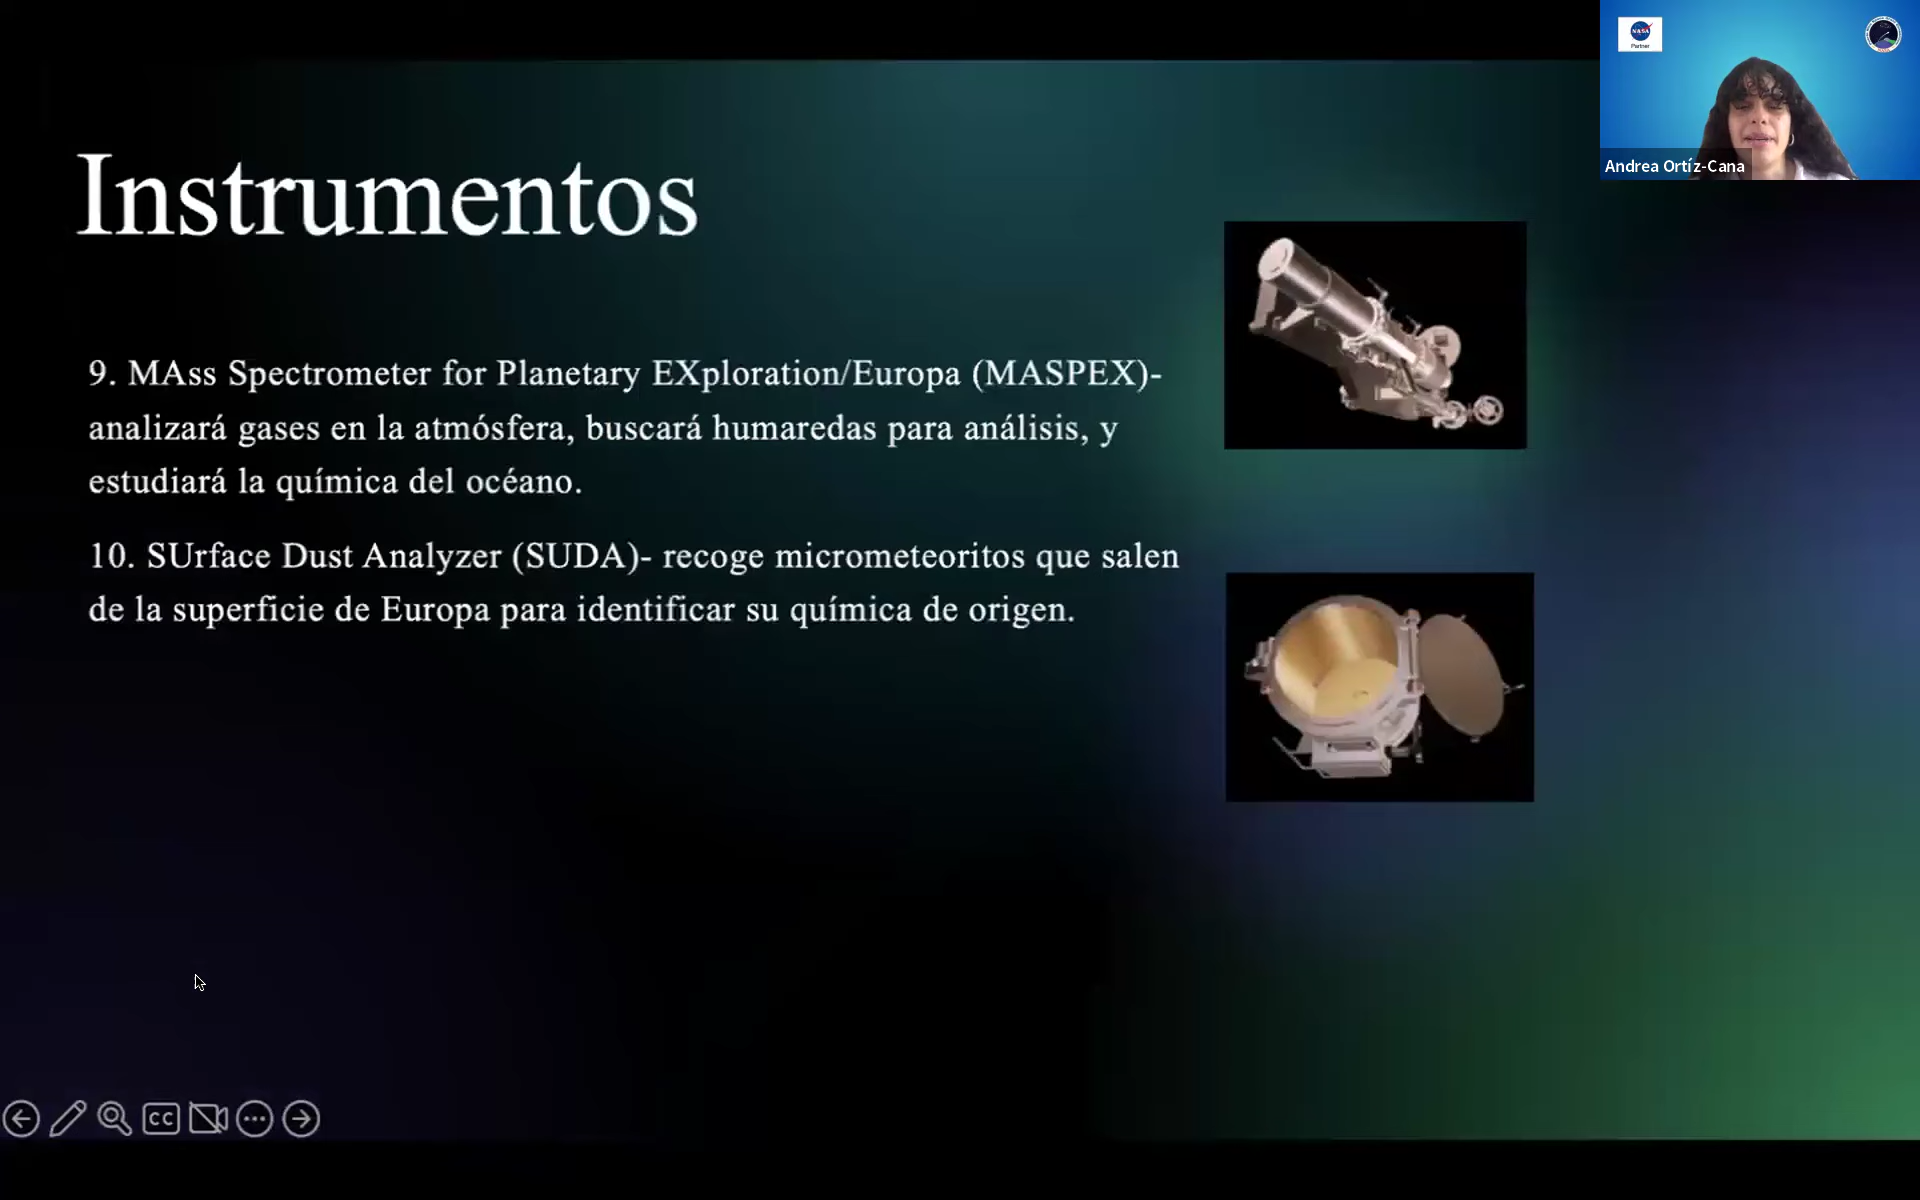 Instrumentos
9. MAss Spectrometer for Planetary EXploration/Europa (MASPEX)-
analizará gases en la atmósfera, buscará humaredas para análisis, y
estudiará la química del océano.
10. SUrface Dust Analyzer (SUDA)- recoge micrometeoritos que salen
de la superficie de Europa para identificar su química de origen.
NASA
Partner
Andrea Ortíz-Cana
CC